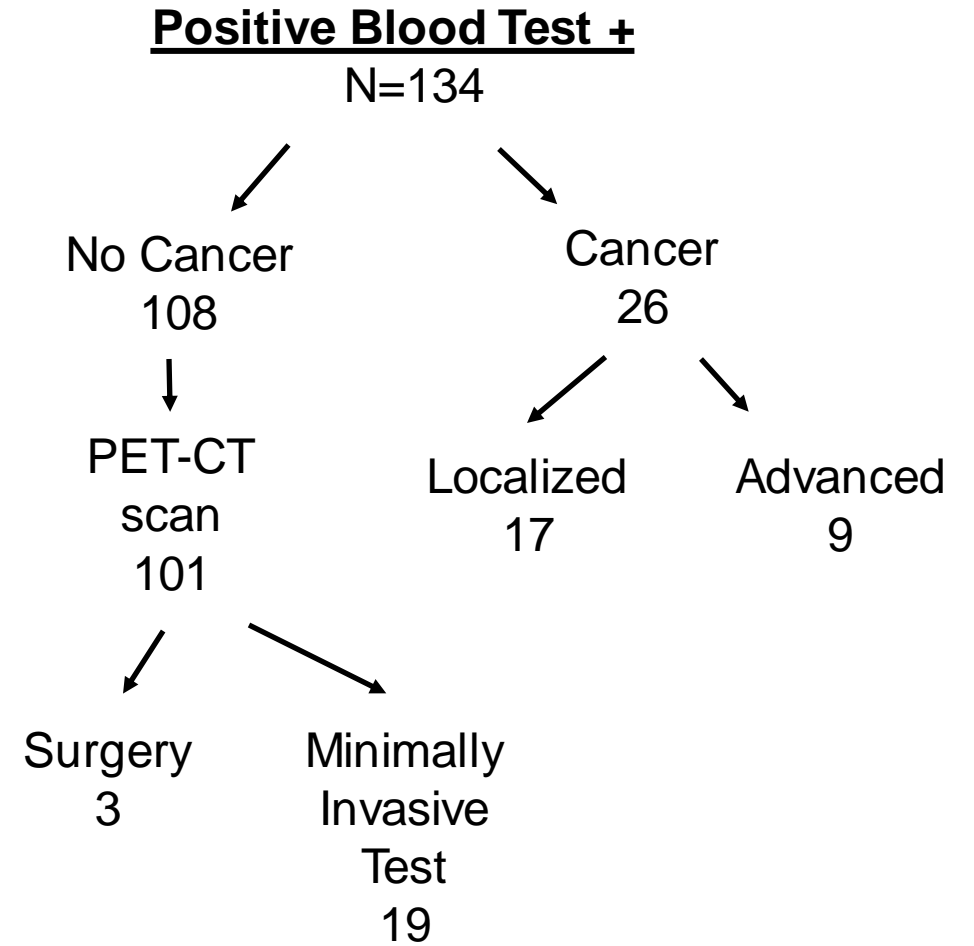 Positive Blood Test +
N=134
No Cancer
108
Cancer
26
PET-CT
scan
101
Localized
17
Advanced
9
Surgery
3
Minimally
Invasive
Test
19